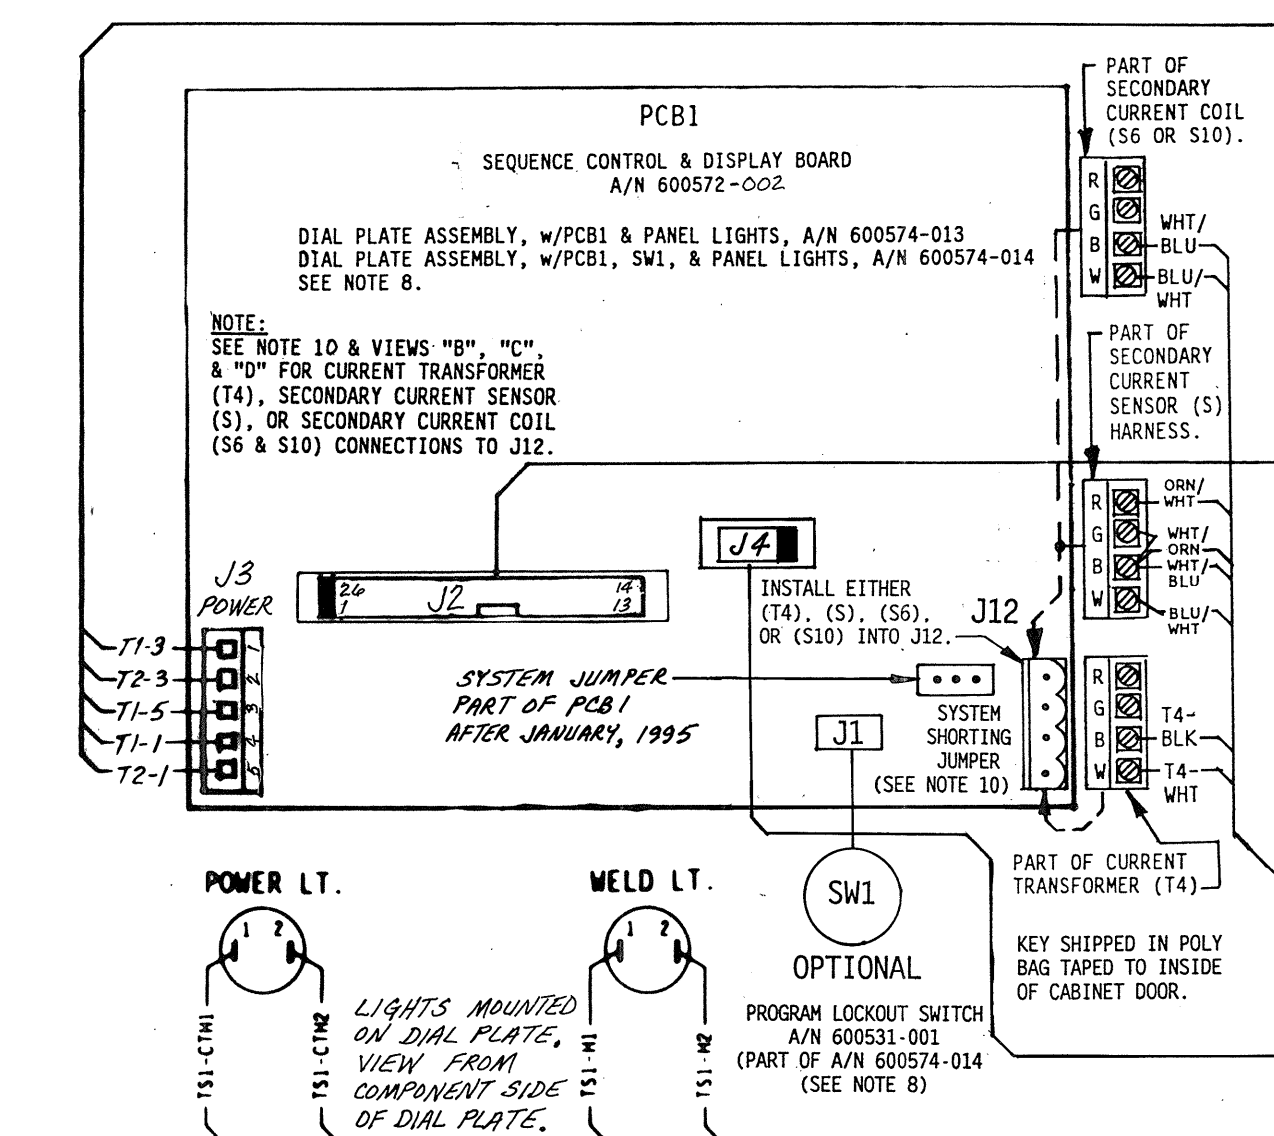 PCB1
SEQUENCE CONTROL & DISPLAY BOARD
A/N 600572-002
DIAL PLATE ASSEMBLY, w/PCB1 & PANEL LIGHTS, A/N 600574-013
DIAL PLATE ASSEMBLY, w/PCB1, SW1, & PANEL LIGHTS, A/N 600574-014
SEE NOTE 8.
NOTE:
SEE NOTE 10 & VIEWS "B", "C",
& "D" FOR CURRENT TRANSFORMER
(T4), SECONDARY CURRENT SENSOR
(S), OR SECONDARY CURRENT COIL
(S6 & S10) CONNECTIONS TO J12.
PART OF
SECONDARY
CURRENT COIL
(S6 OR S10).
R
G
B
W
WHT/
BLU
BLU/
WHT
PART OF
SECONDARY
CURRENT
SENSOR (S)
HARNESS.
R
G
B
W
ORN/
WHT
WHT/
ORN
WHT/
BLU
BLU/
WHT
J4
INSTALL EITHER
(T4), (S), (S6),
OR (S10) INTO J12.
J12
J3
POWER
26
1
J2
14
13
T1-3
T2-3
T1-5
T1-1
T2-1
1
2
3
4
5
SYSTEM JUMPER
PART OF PCB1
AFTER JANUARY, 1995
J1
SYSTEM
SHORTING
JUMPER
(SEE NOTE 10)
R
G
B
W
T4-
BLK
T4-
WHT
PART OF CURRENT
TRANSFORMER (T4)
KEY SHIPPED IN POLY
BAG TAPED TO INSIDE
OF CABINET DOOR.
POWER LT.
1 2
TS1-CTM1
TS1-CTM2
LIGHTS MOUNTED
ON DIAL PLATE.
VIEW FROM
COMPONENT SIDE
OF DIAL PLATE.
WELD LT.
1 2
TS1-M1
TS1-M2
SW1
OPTIONAL
PROGRAM LOCKOUT SWITCH
A/N 600531-001
(PART OF A/N 600574-014
(SEE NOTE 8)